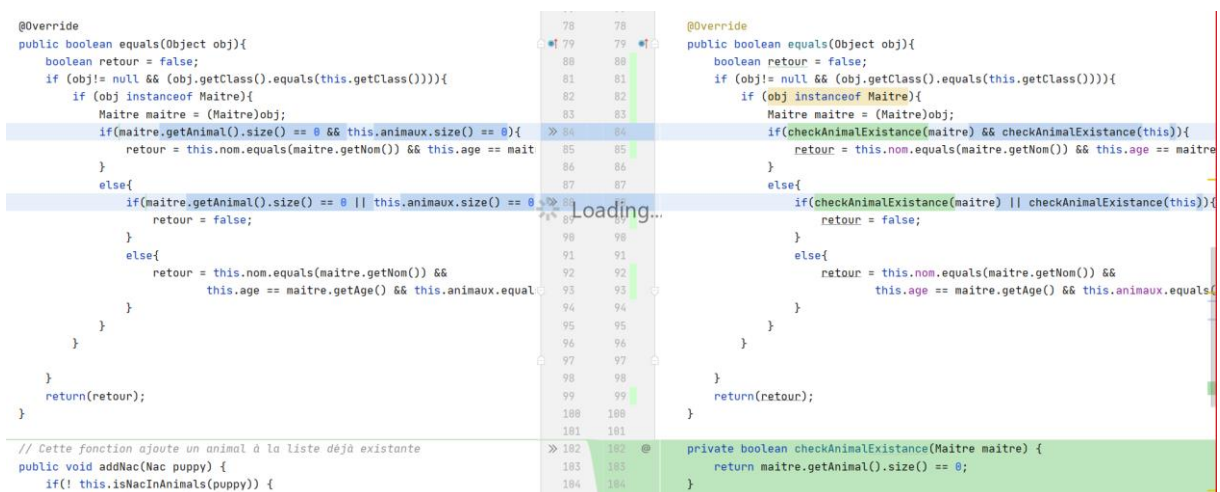 @Override
public boolean equals(Object obj){
boolean retour = false;
if (obj!= null && (obj.getClass().equals(this.getClass()))){
if (obj instanceof Maitre){
Maitre maitre = (Maitre)obj;
if(maitre.getAnimal().size() == 0 && this.animaux.size() == 0){
retour = this.nom.equals(maitre.getNom()) && this.age == mait
}
else{
if(maitre.getAnimal().size() == 0 || this.animaux.size() == 0
retour = false;
}
else{
retour = this.nom.equals(maitre.getNom()) &&
this.age == maitre.getAge() && this.animaux.equal
}
}
}
}
return(retour);
}
// Cette fonction ajoute un animal à la liste déjà existante
public void addNac(Nac puppy) {
if(! this.isNacInAnimals(puppy)) {
78 78
79 79
80 80
81 81
82 82
83 83
» 84 84
85 85
86 86
87 87
Loading...
89 89
90 90
91 91
92 92
93 93
94 94
95 95
96 96
97 97
98 98
99 99
100 100
101 101
» 102 102 @
103 103
104 104
@Override
public boolean equals(Object obj){
boolean retour = false;
if (obj!= null && (obj.getClass().equals(this.getClass()))){
if (obj instanceof Maitre){
Maitre maitre = (Maitre)obj;
if(checkAnimalExistance(maitre) && checkAnimalExistance(this)){
retour = this.nom.equals(maitre.getNom()) && this.age == maitre
}
else{
if(checkAnimalExistance(maitre) || checkAnimalExistance(this)){
retour = false;
}
else{
retour = this.nom.equals(maitre.getNom()) &&
this.age == maitre.getAge() && this.animaux.equals(
}
}
}
}
return(retour);
}
private boolean checkAnimalExistance(Maitre maitre) {
return maitre.getAnimal().size() == 0;
}